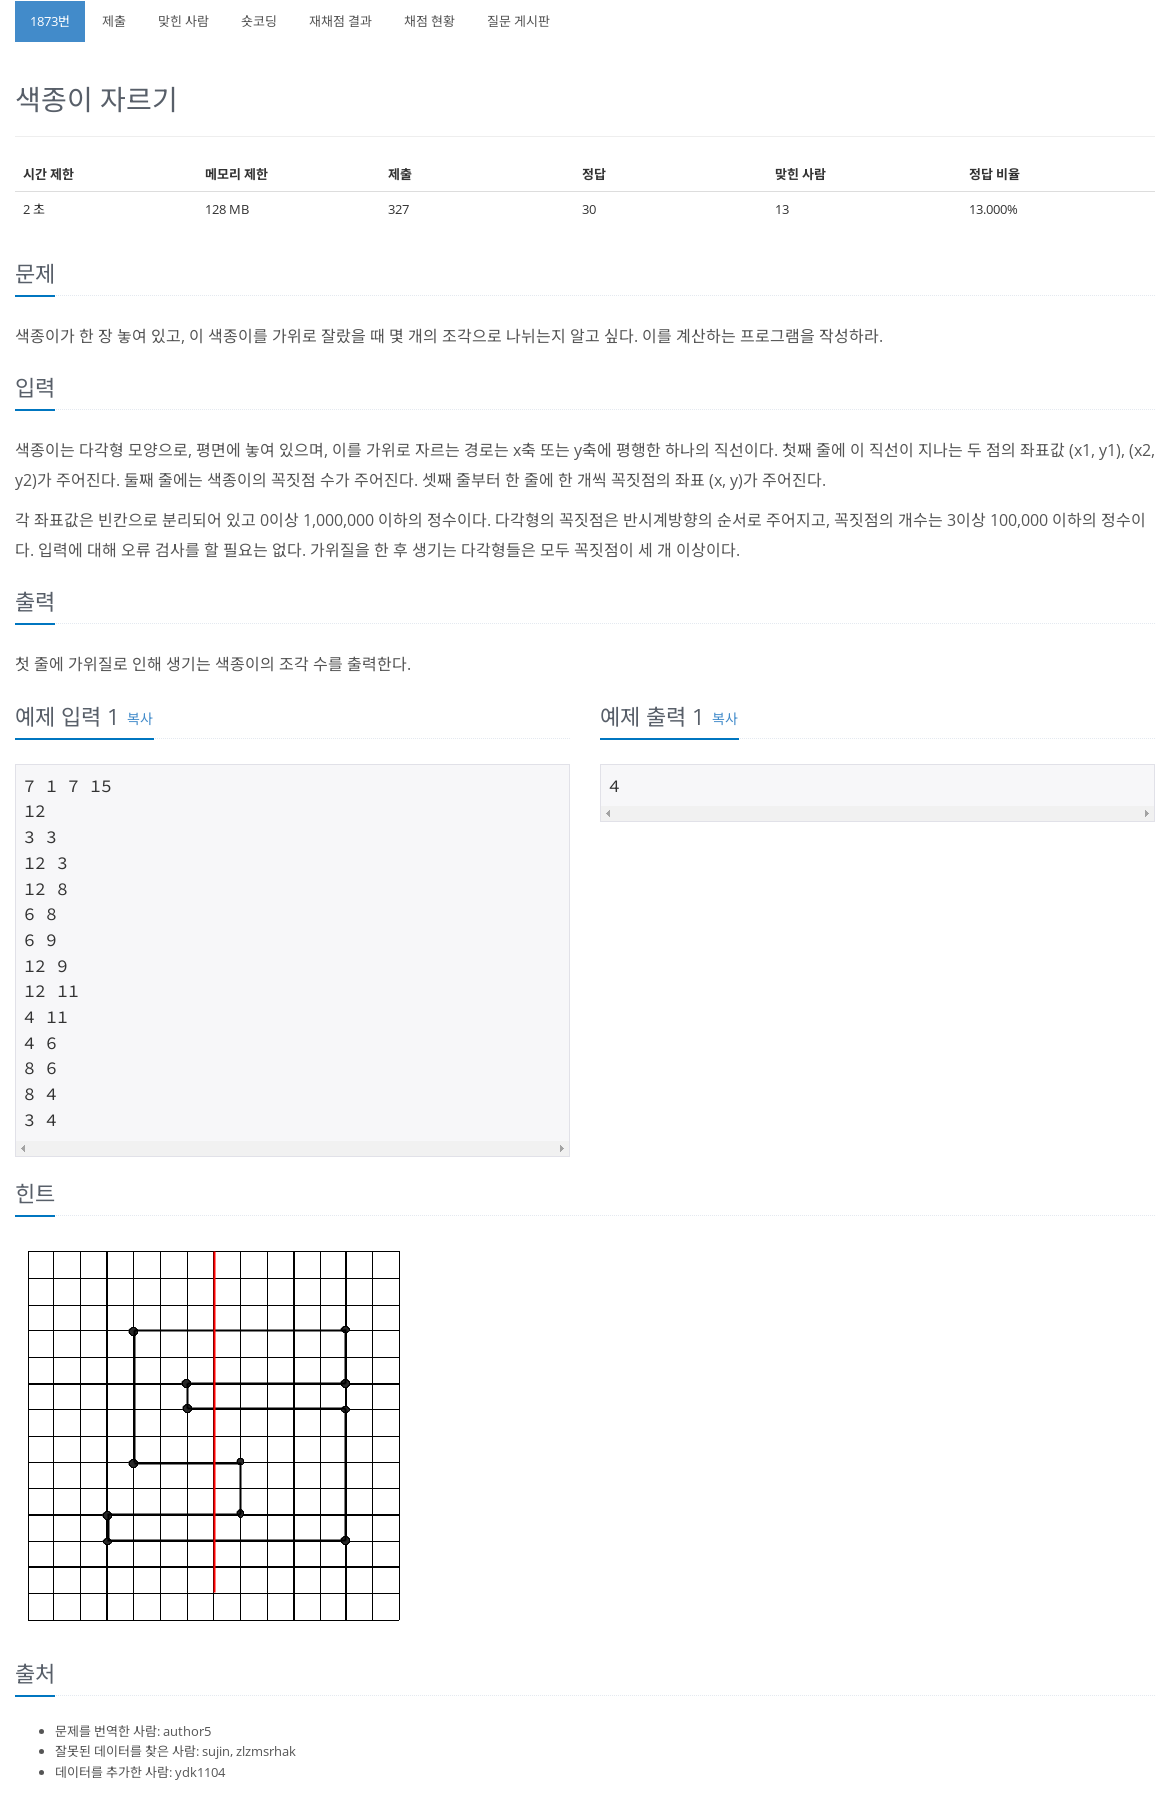 1873번 제출 맞힌 사람 숏코딩 재채점 결과 채점 현황 질문 게시판
색종이 자르기
시간 제한 메모리 제한 제출 정답 맞힌 사람 정답 비율
2 초 128 MB 327 30 13 13.000%
문제
색종이가 한 장 놓여 있고, 이 색종이를 가위로 잘랐을 때 몇 개의 조각으로 나뉘는지 알고 싶다. 이를 계산하는 프로그램을 작성하라.
입력
색종이는 다각형 모양으로, 평면에 놓여 있으며, 이를 가위로 자르는 경로는 x축 또는 y축에 평행한 하나의 직선이다. 첫째 줄에 이 직선이 지나는 두 점의 좌표값 (x1, y1), (x2,
y2)가 주어진다. 둘째 줄에는 색종이의 꼭짓점 수가 주어진다. 셋째 줄부터 한 줄에 한 개씩 꼭짓점의 좌표 (x, y)가 주어진다.
각 좌표값은 빈칸으로 분리되어 있고 0이상 1,000,000 이하의 정수이다. 다각형의 꼭짓점은 반시계방향의 순서로 주어지고, 꼭짓점의 개수는 3이상 100,000 이하의 정수이
다. 입력에 대해 오류 검사를 할 필요는 없다. 가위질을 한 후 생기는 다각형들은 모두 꼭짓점이 세 개 이상이다.
출력
첫 줄에 가위질로 인해 생기는 색종이의 조각 수를 출력한다.
예제 입력 1 복사
7 1 7 15
12
3 3
12 3
12 8
6 8
6 9
12 9
12 11
4 11
4 6
8 6
8 4
3 4
예제 출력 1 복사
4
힌트
출처
문제를 번역한 사람: author5
잘못된 데이터를 찾은 사람: sujin, zlzmsrhak
데이터를 추가한 사람: ydk1104